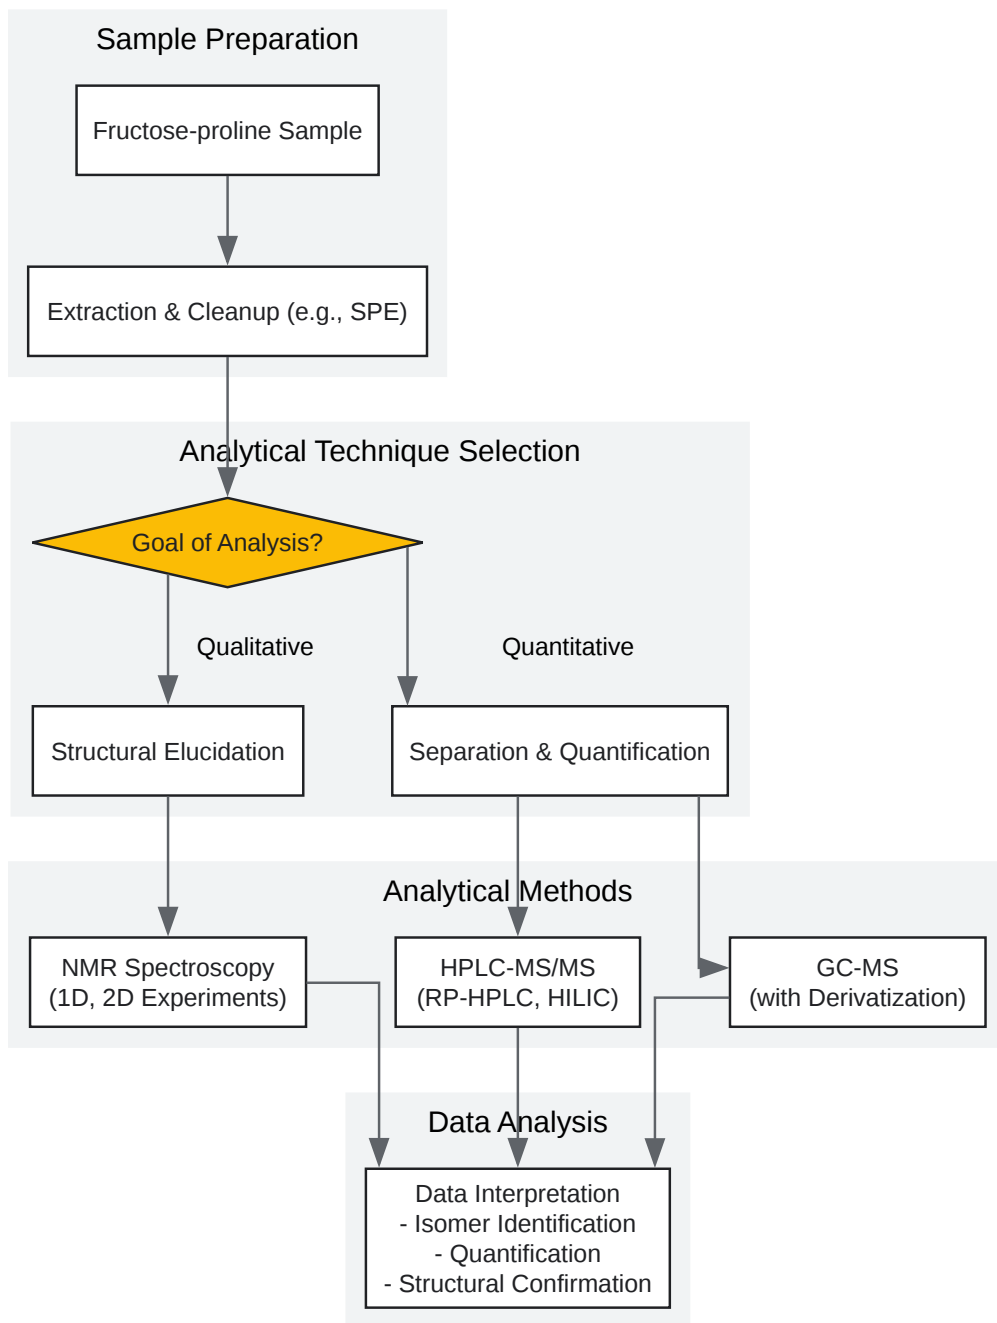 Sample Preparation
Fructose-proline Sample
Extraction & Cleanup (e.g., SPE)
Analytical Technique Selection
Goal of Analysis?
Qualitative
Quantitative
Structural Elucidation
Separation & Quantification
Analytical Methods
NMR Spectroscopy
(1D, 2D Experiments)
HPLC-MS/MS
(RP-HPLC, HILIC)
GC-MS
(with Derivatization)
Data Analysis
Data Interpretation
- Isomer Identification
- Quantification
- Structural Confirmation